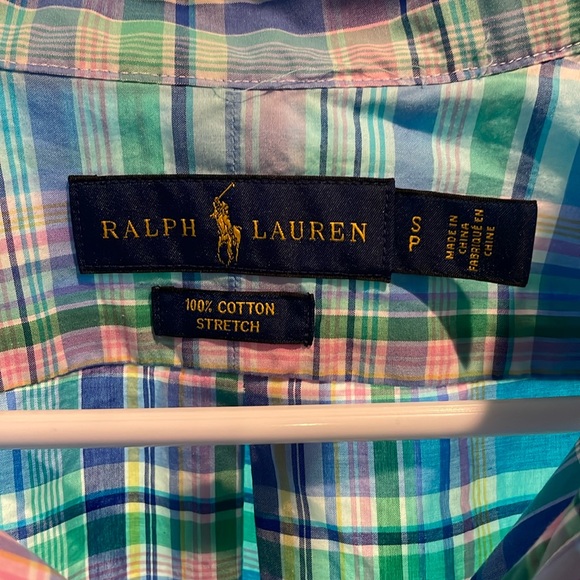 RALPH LAUREN
S
P
MADE IN
CHINA
FABRIQUÉ EN
CHINE
100% COTTON
STRETCH